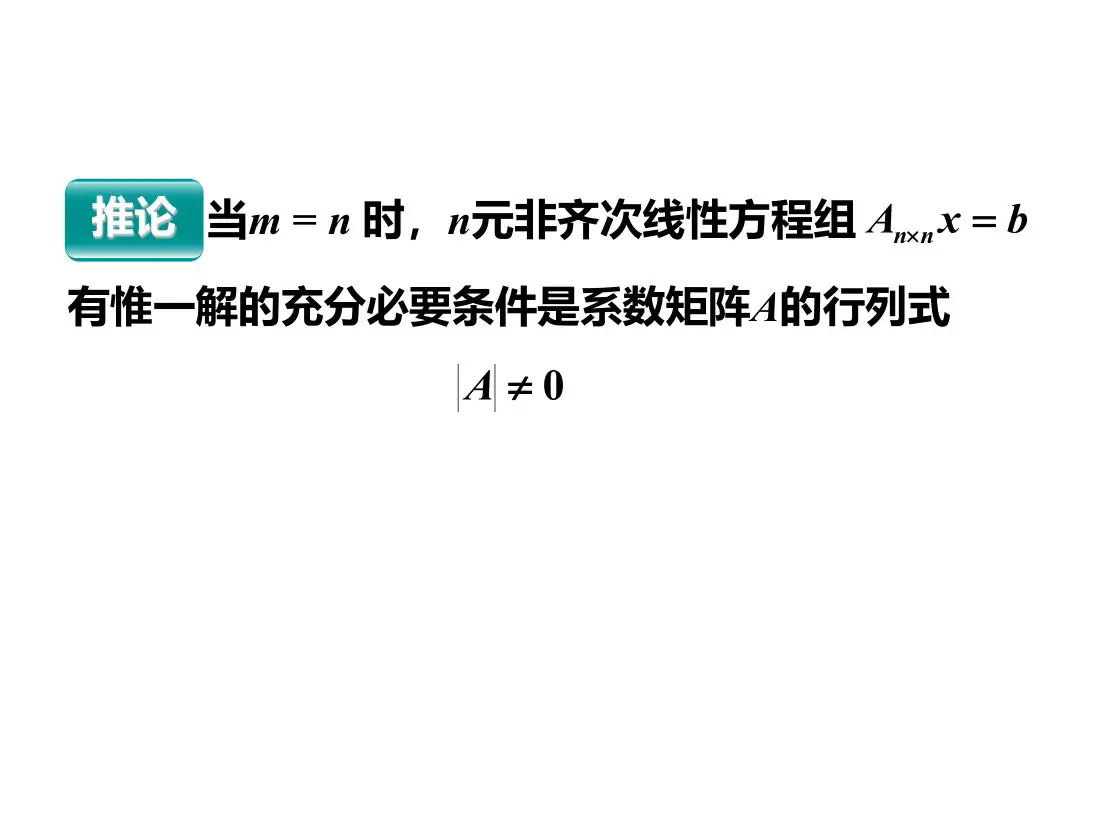 推论 当m = n 时，n元非齐次线性方程组 Aₙ×ₙ x = b
有惟一解的充分必要条件是系数矩阵A的行列式
|A| ≠ 0